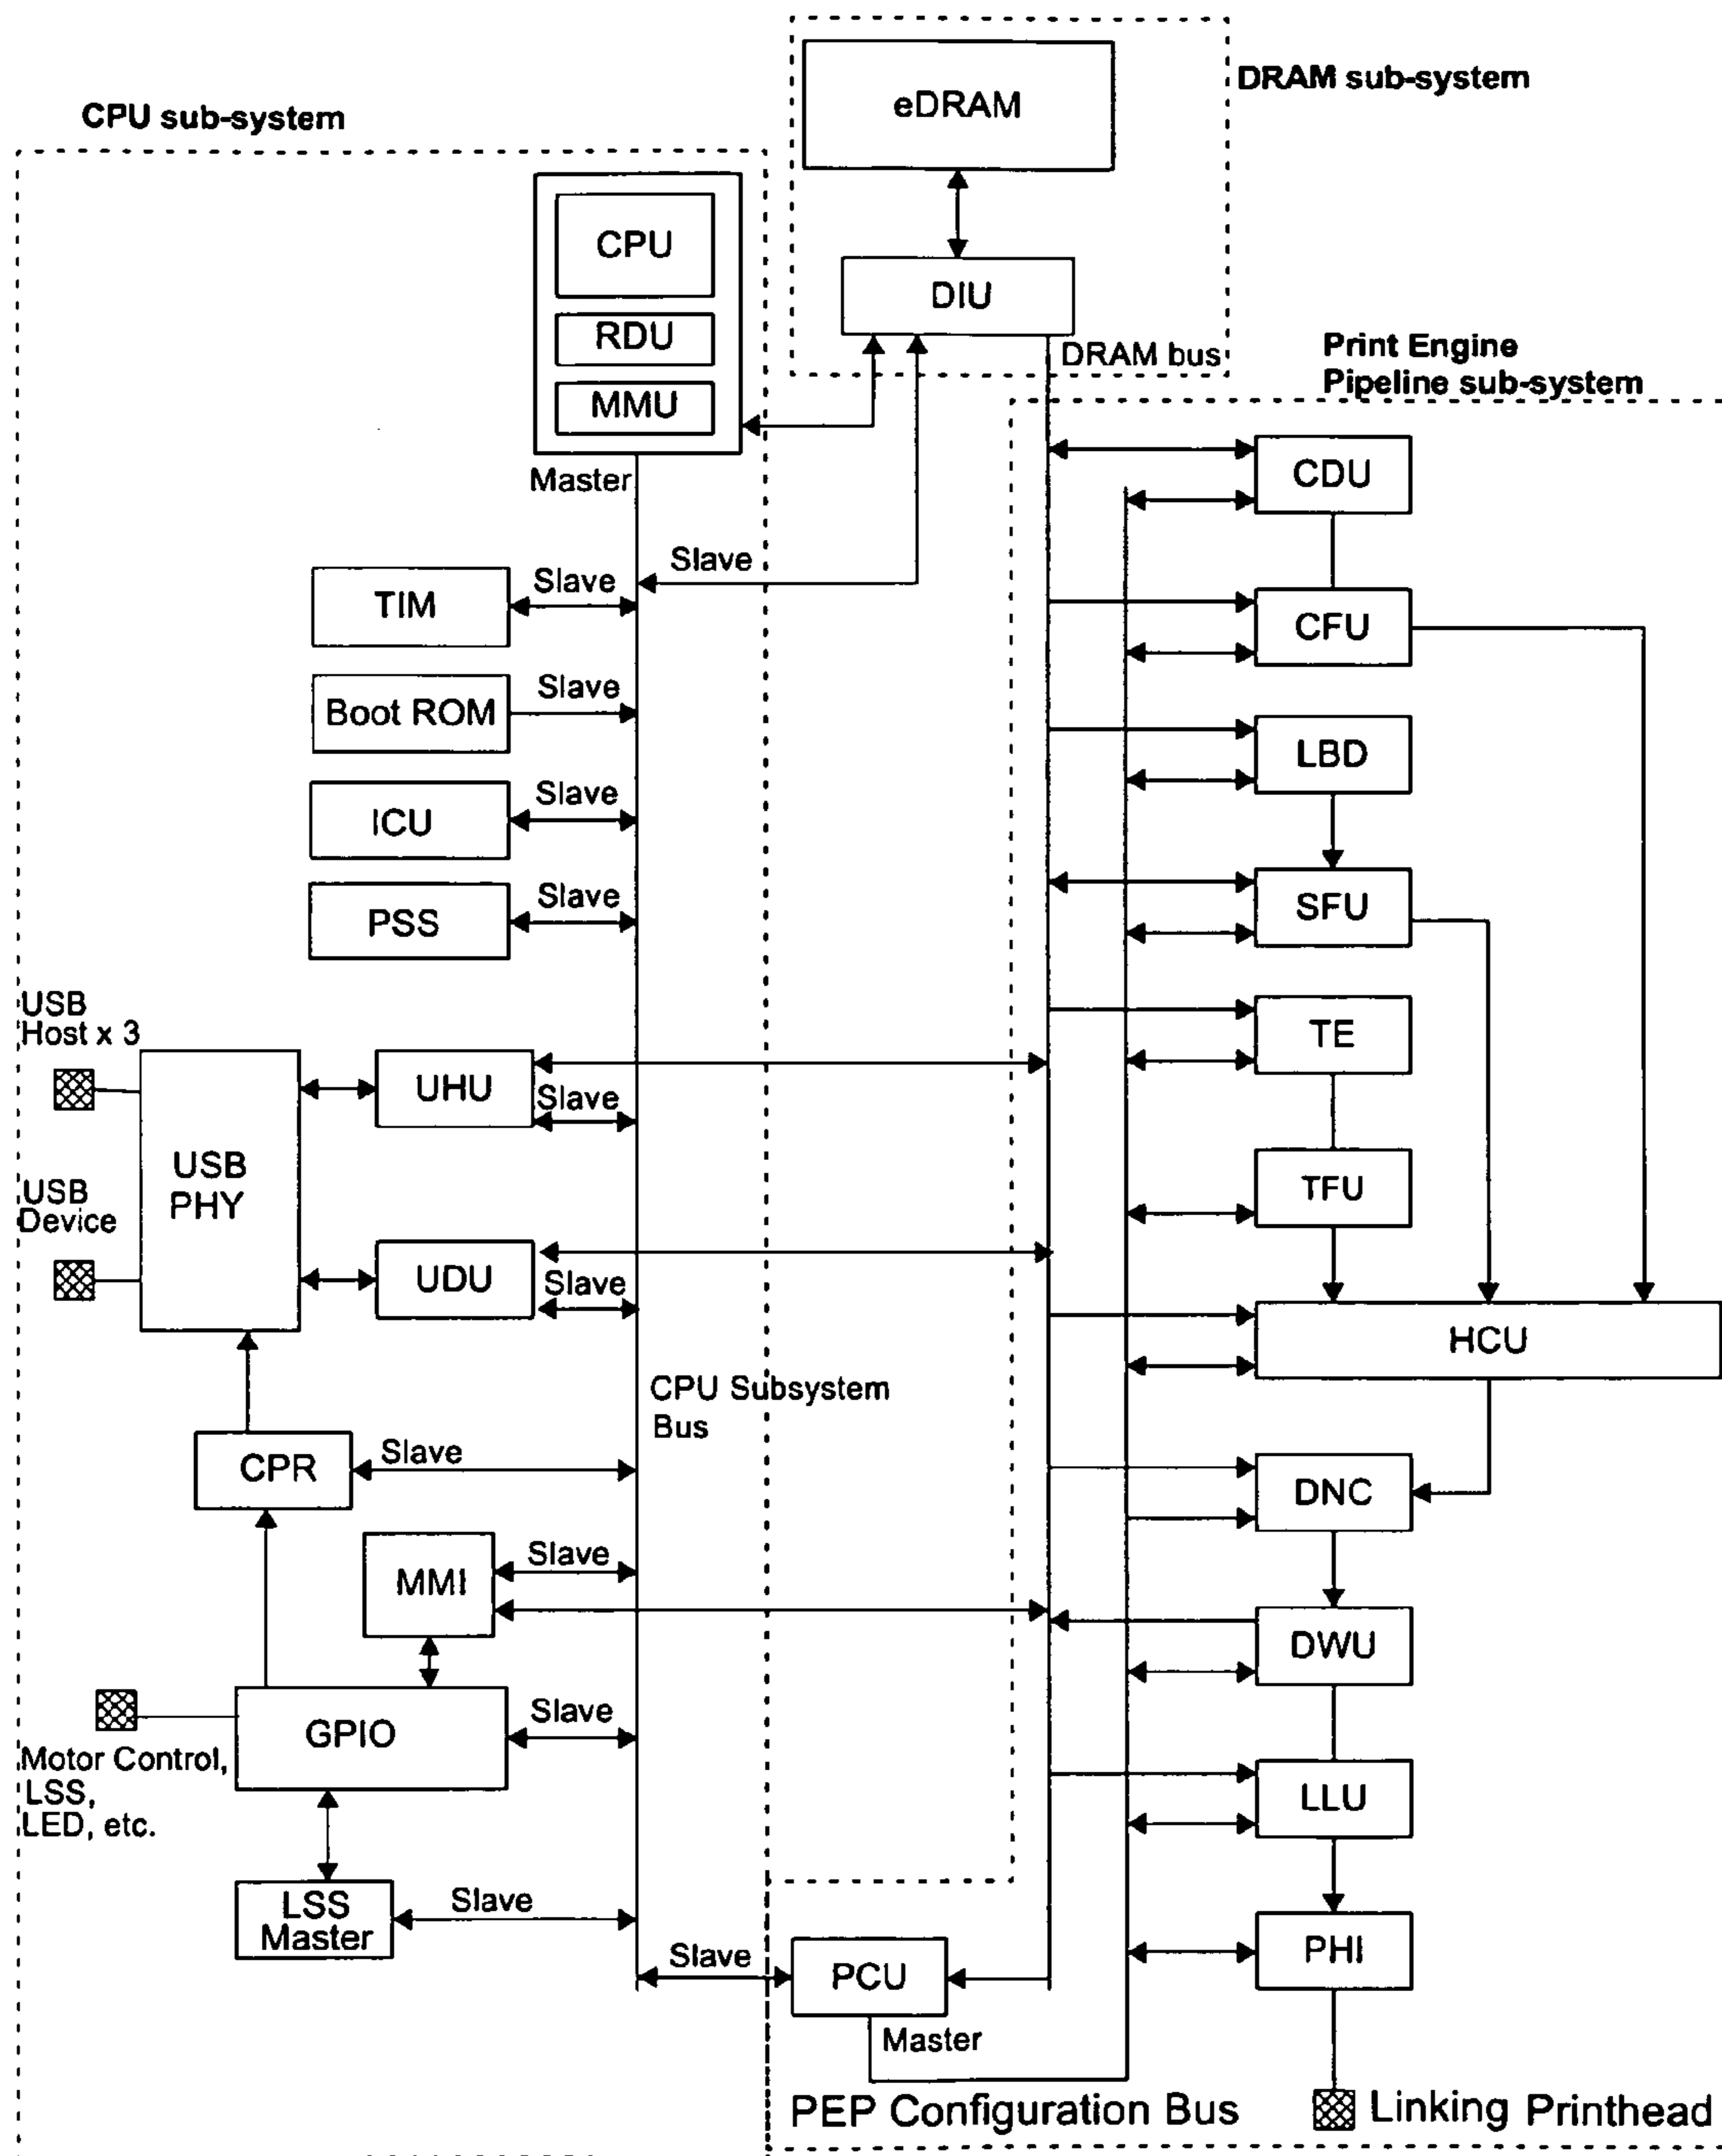 DRAM sub-system
eDRAM
CPU sub-system
CPU
RDU
MMU
DIU
DRAM bus
Print Engine
Pipeline sub-system
Master
Slave
TIM
Slave
Boot ROM
Slave
ICU
Slave
PSS
Slave
USB
Host x 3
UHU
Slave
USB
PHY
USB
Device
UDU
Slave
CPU Subsystem
Bus
CPR
Slave
MMI
Slave
GPIO
Slave
Motor Control,
LSS,
LED, etc.
LSS
Master
Slave
Slave
PCU
Master
CDU
CFU
LBD
SFU
TE
TFU
HCU
DNC
DWU
LLU
PHI
PEP Configuration Bus
Linking Printhead